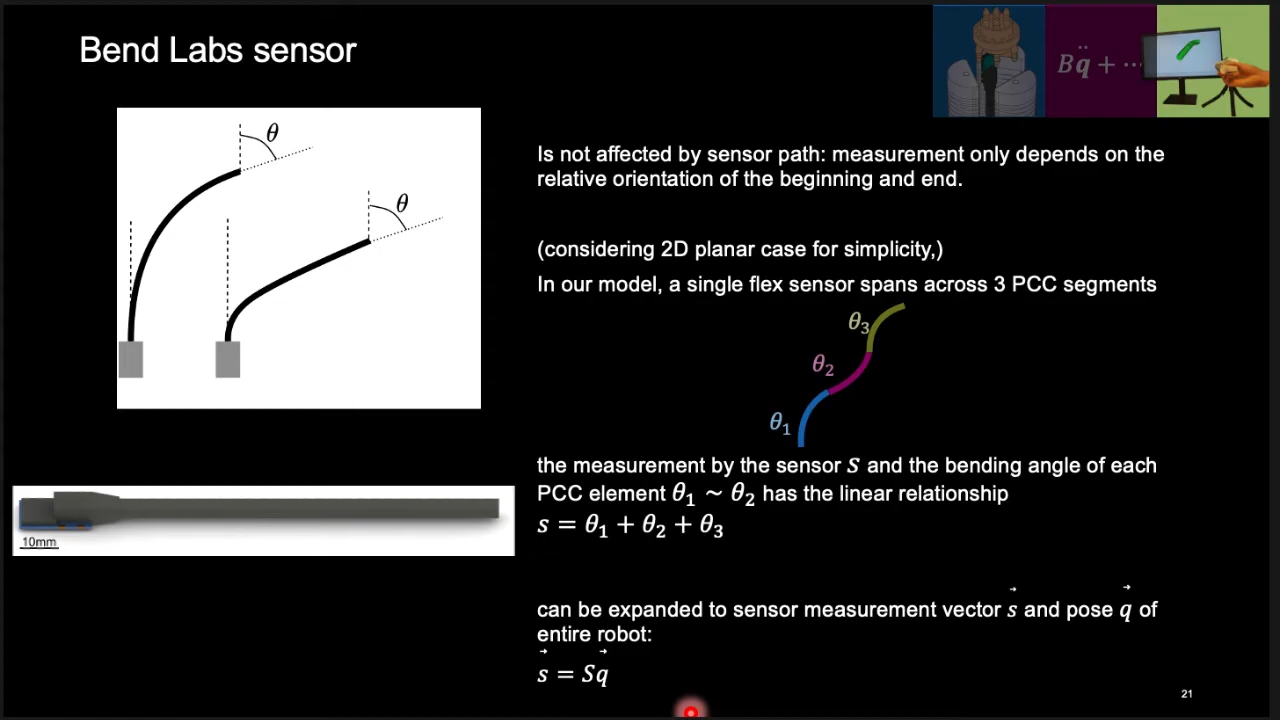 Bend Labs sensor
Bq̈ + ···
θ
θ
Is not affected by sensor path: measurement only depends on the
relative orientation of the beginning and end.
(considering 2D planar case for simplicity,)
In our model, a single flex sensor spans across 3 PCC segments
θ₃
θ₂
θ₁
the measurement by the sensor s and the bending angle of each
PCC element θ₁ ~ θ₂ has the linear relationship
s = θ₁ + θ₂ + θ₃
10mm
can be expanded to sensor measurement vector s⃗ and pose q⃗ of
entire robot:
s⃗ = Sq⃗
21